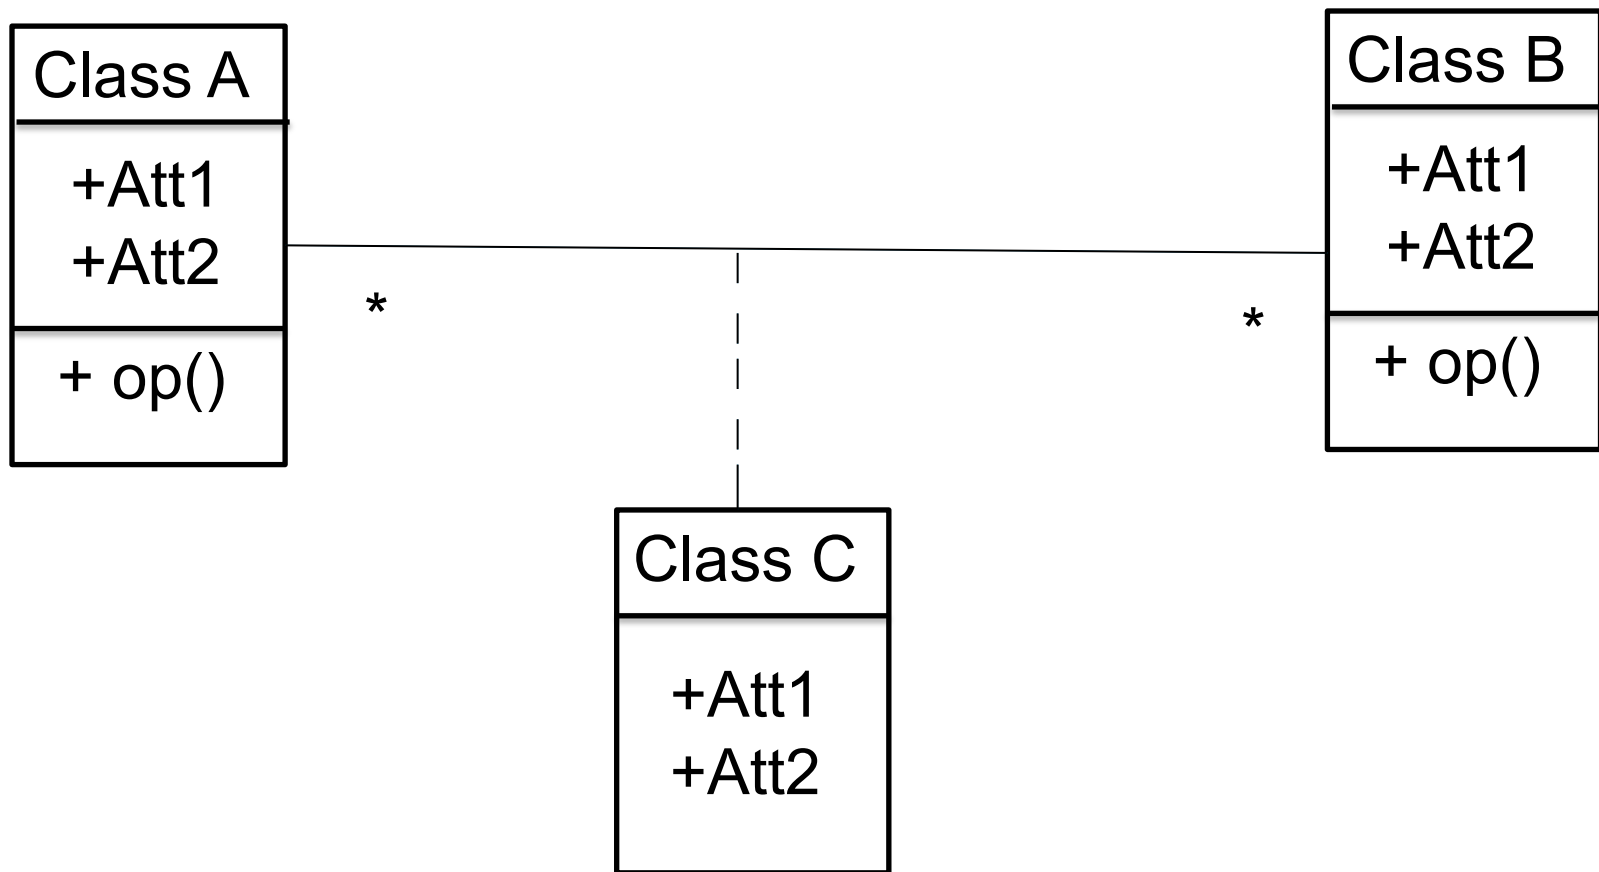 Class A
+Att1
+Att2
+ op()
*
*
Class B
+Att1
+Att2
+ op()
Class C
+Att1
+Att2